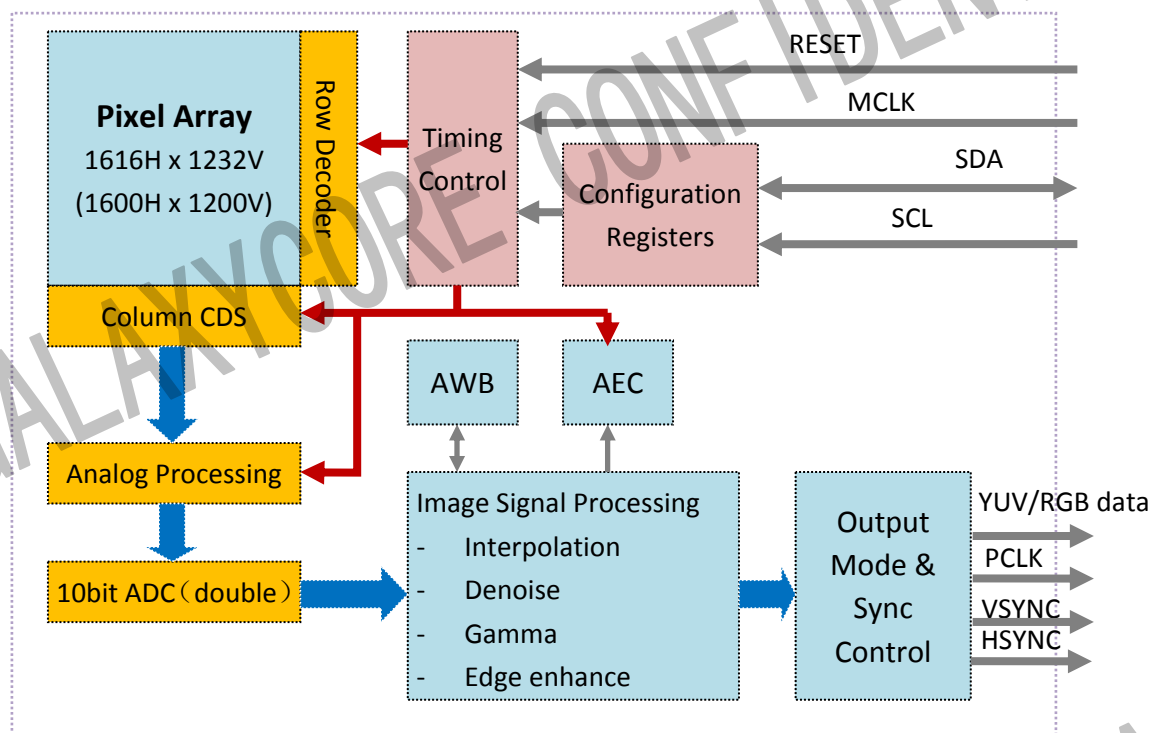 RESET
MCLK
SDA
SCL
Pixel Array
1616H x 1232V
(1600H x 1200V)
Row Decoder
Timing
Control
Configuration
Registers
Column CDS
AWB
AEC
Analog Processing
10bit ADC（double）
Image Signal Processing
- Interpolation
- Denoise
- Gamma
- Edge enhance
Output
Mode &
Sync
Control
YUV/RGB data
PCLK
VSYNC
HSYNC
GALAXYCORE CONFIDENTI